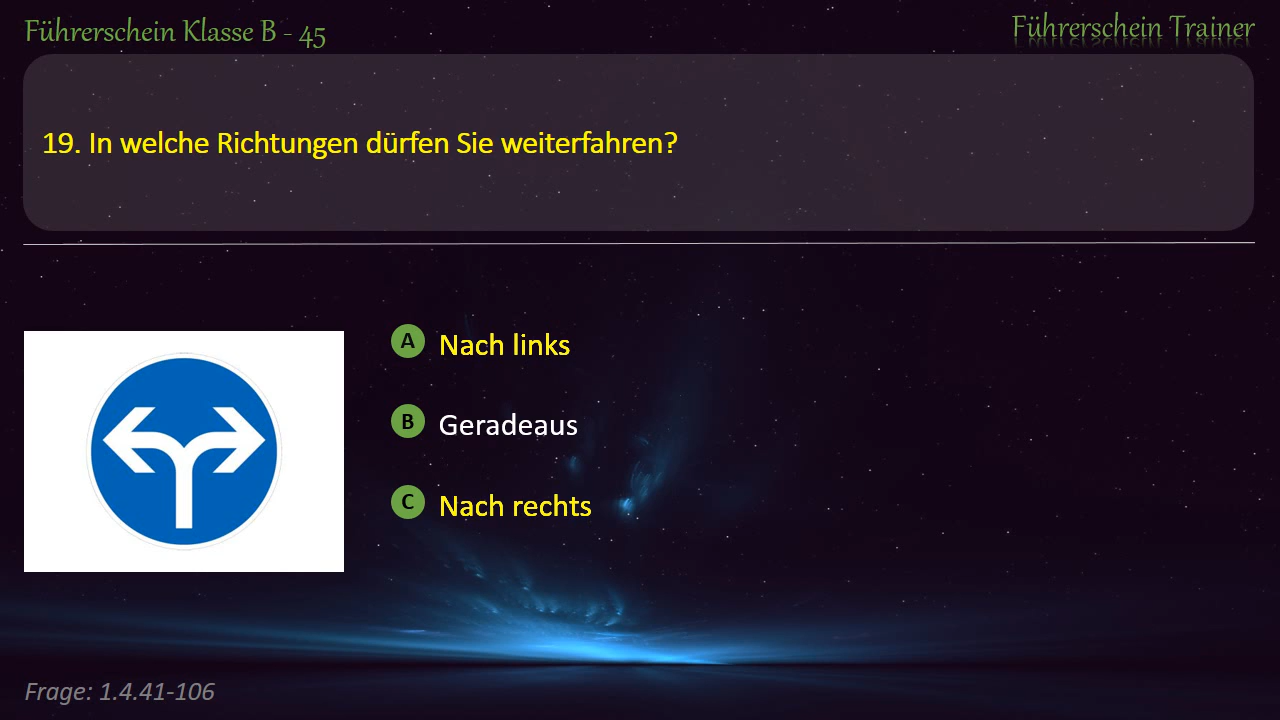 Führerschein Klasse B - 45
Führerschein Trainer
19. In welche Richtungen dürfen Sie weiterfahren?
A Nach links
B Geradeaus
C Nach rechts
Frage: 1.4.41-106